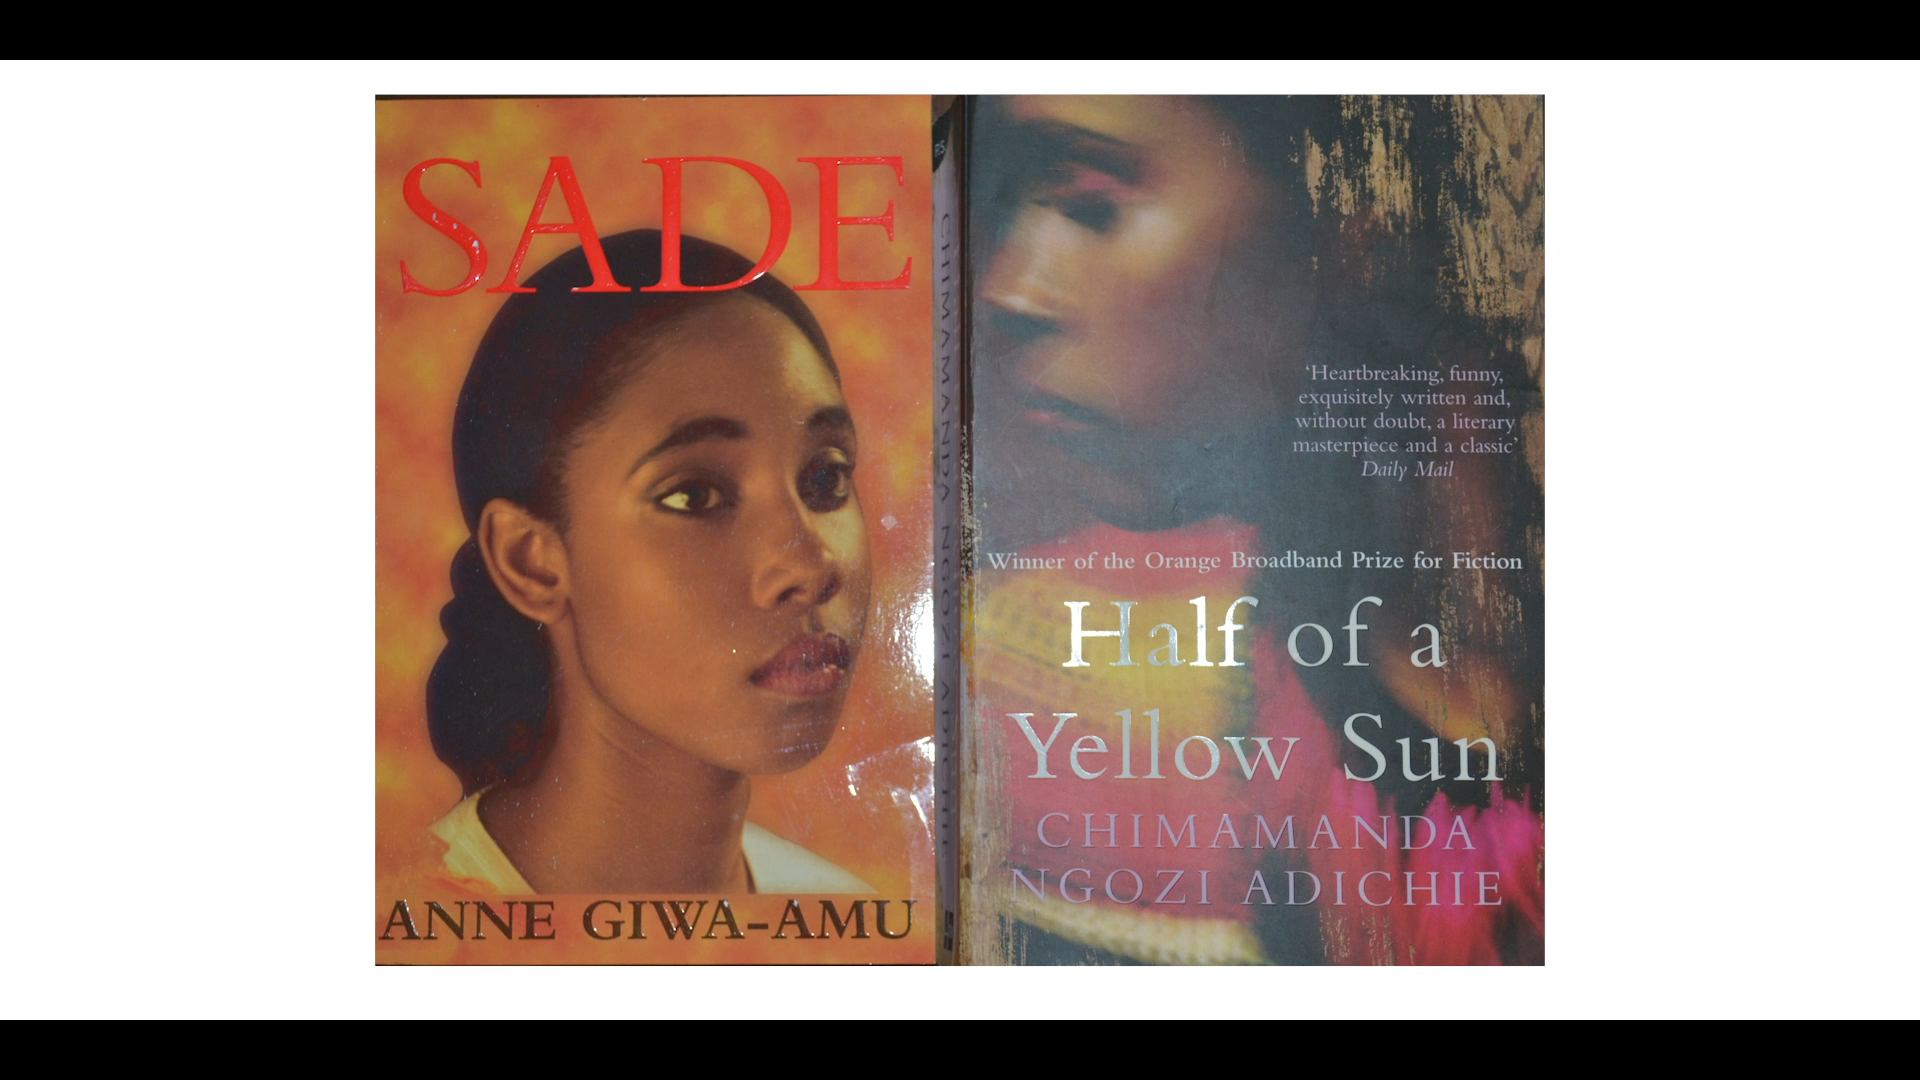 SADE
ANNE GIWA-AMU
CHIMAMANDA NGOZI ADICHIE
'Heartbreaking, funny,
exquisitely written and,
without doubt, a literary
masterpiece and a classic'
Daily Mail
Winner of the Orange Broadband Prize for Fiction
Half of a
Yellow Sun
CHIMAMANDA
NGOZI ADICHIE